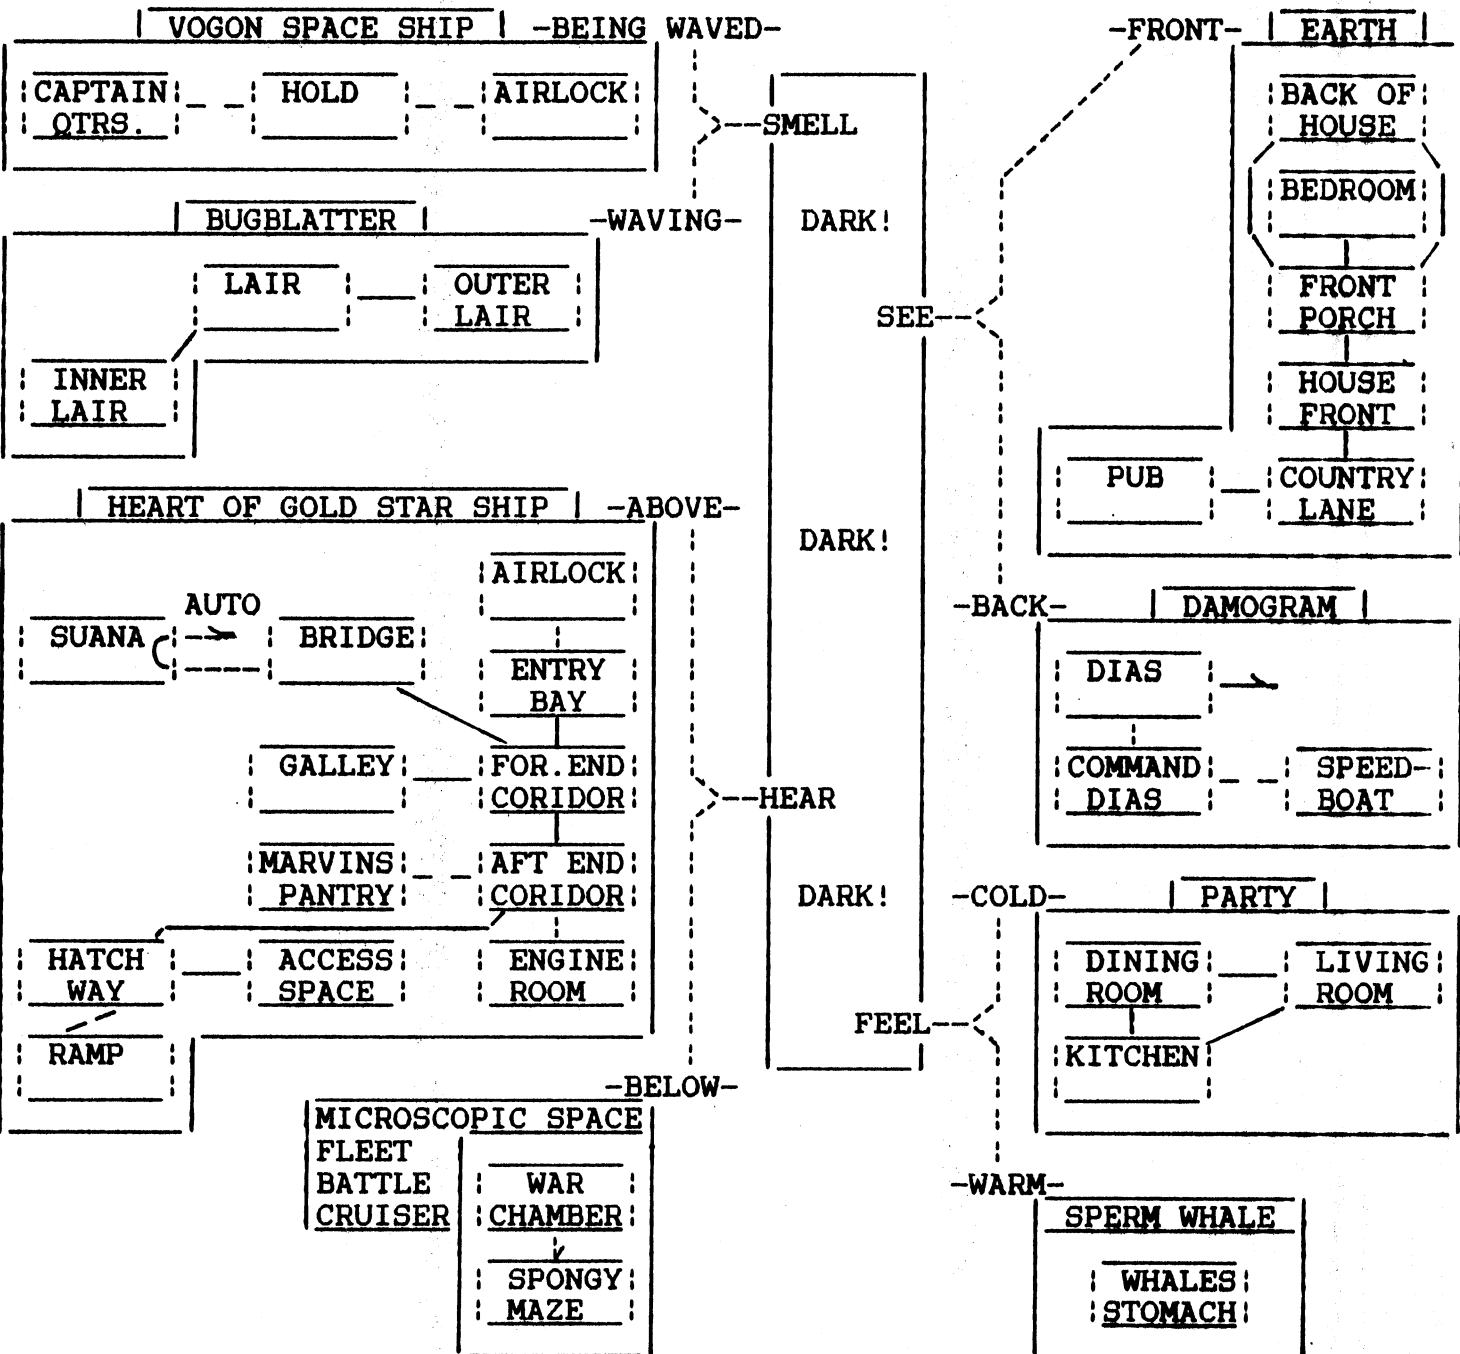 VOGON SPACE SHIP
-BEING WAVED-
CAPTAIN
QTRS.
HOLD
AIRLOCK
SMELL
BUGBLATTER
-WAVING-
LAIR
OUTER
LAIR
INNER
LAIR
HEART OF GOLD STAR SHIP
-ABOVE-
AIRLOCK
AUTO
SUANA
BRIDGE
ENTRY
BAY
GALLEY
FOR.END
CORIDOR
HEAR
MARVINS
PANTRY
AFT END
CORIDOR
HATCH
WAY
ACCESS
SPACE
ENGINE
ROOM
RAMP
-BELOW-
MICROSCOPIC SPACE
FLEET
BATTLE
CRUISER
WAR
CHAMBER
SPONGY
MAZE
DARK!
DARK!
DARK!
-FRONT-
EARTH
BACK OF
HOUSE
BEDROOM
FRONT
PORCH
SEE
HOUSE
FRONT
PUB
COUNTRY
LANE
-BACK-
DAMOGRAM
DIAS
COMMAND
DIAS
SPEED-
BOAT
-COLD-
PARTY
DINING
ROOM
LIVING
ROOM
FEEL
KITCHEN
-WARM-
SPERM WHALE
WHALES
STOMACH